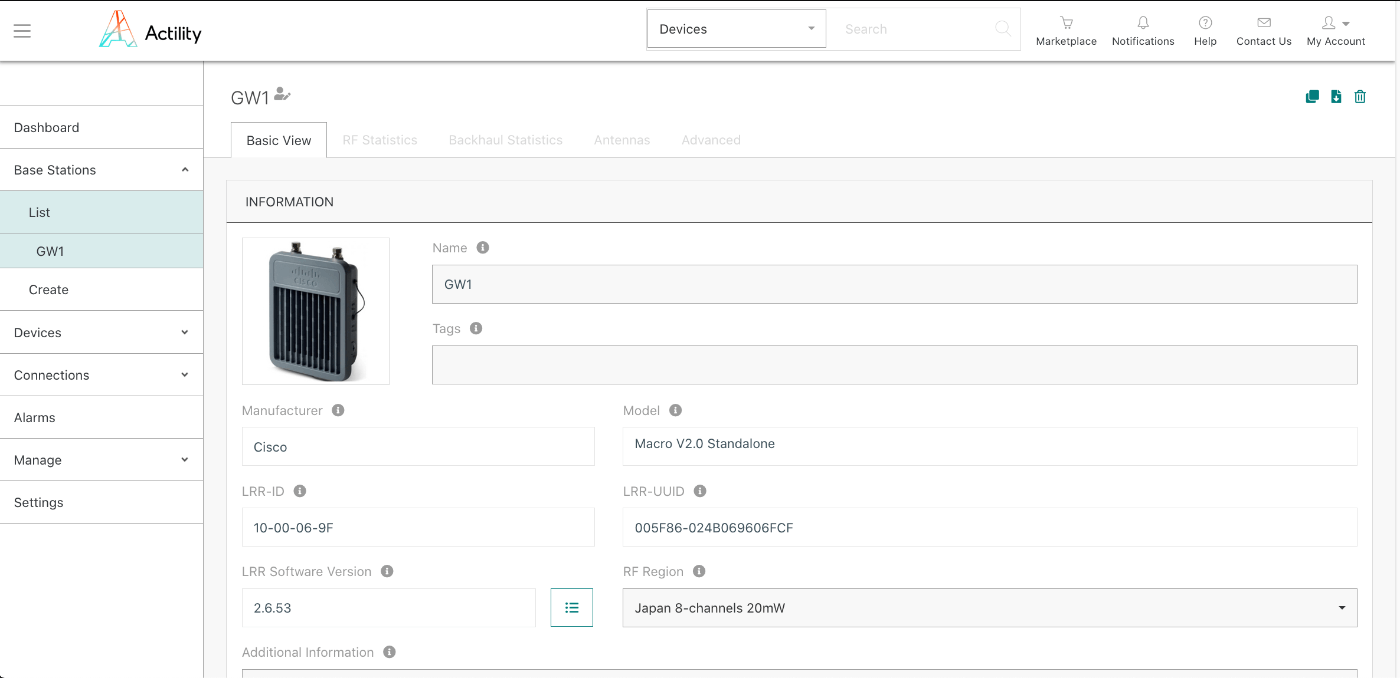 Actility
Devices
Search
Marketplace
Notifications
Help
Contact Us
My Account
Dashboard
Base Stations
List
GW1
Create
Devices
Connections
Alarms
Manage
Settings
GW1
Basic View
RF Statistics
Backhaul Statistics
Antennas
Advanced
INFORMATION
CISCO
Name
GW1
Tags
Manufacturer
Cisco
Model
Macro V2.0 Standalone
LRR-ID
10-00-06-9F
LRR-UUID
005F86-024B069606FCF
LRR Software Version
2.6.53
RF Region
Japan 8-channels 20mW
Additional Information